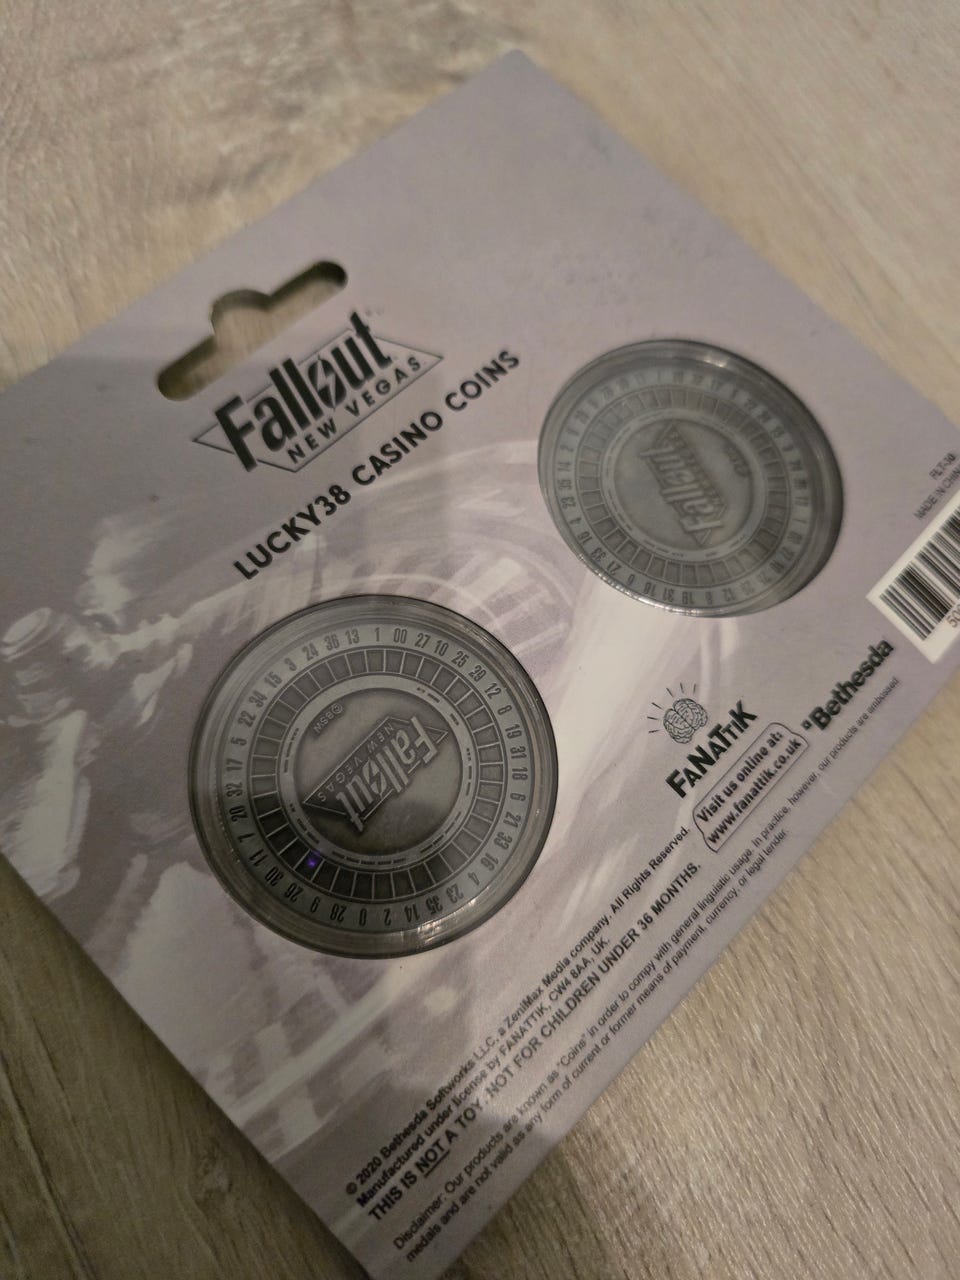 Fallout
NEW VEGAS
LUCKY38 CASINO COINS
1 00 27 10 25 29 12 8 19 31 18 6 21 33 16 4 23 35 14 2 0 28 9 26 30 11 7 20 32 17 5 22 34 15 3 24 36 13
©BSW
Fallout
NEW VEGAS
Fallout
MADE IN CHINA
FANATTIK
Visit us online at:
www.fanattik.co.uk
Bethesda
© 2020 Bethesda Softworks LLC, a ZeniMax Media company. All Rights Reserved.
Manufactured under license by FANATTIK, CW4 8AA, UK.
THIS IS NOT A TOY. NOT FOR CHILDREN UNDER 36 MONTHS.
Disclaimer: Our products are known as "Coins" in order to comply with general linguistic usage. In practice, however, our products are embossed
medals and are not valid as any form of current or former means of payment, currency, or legal tender.